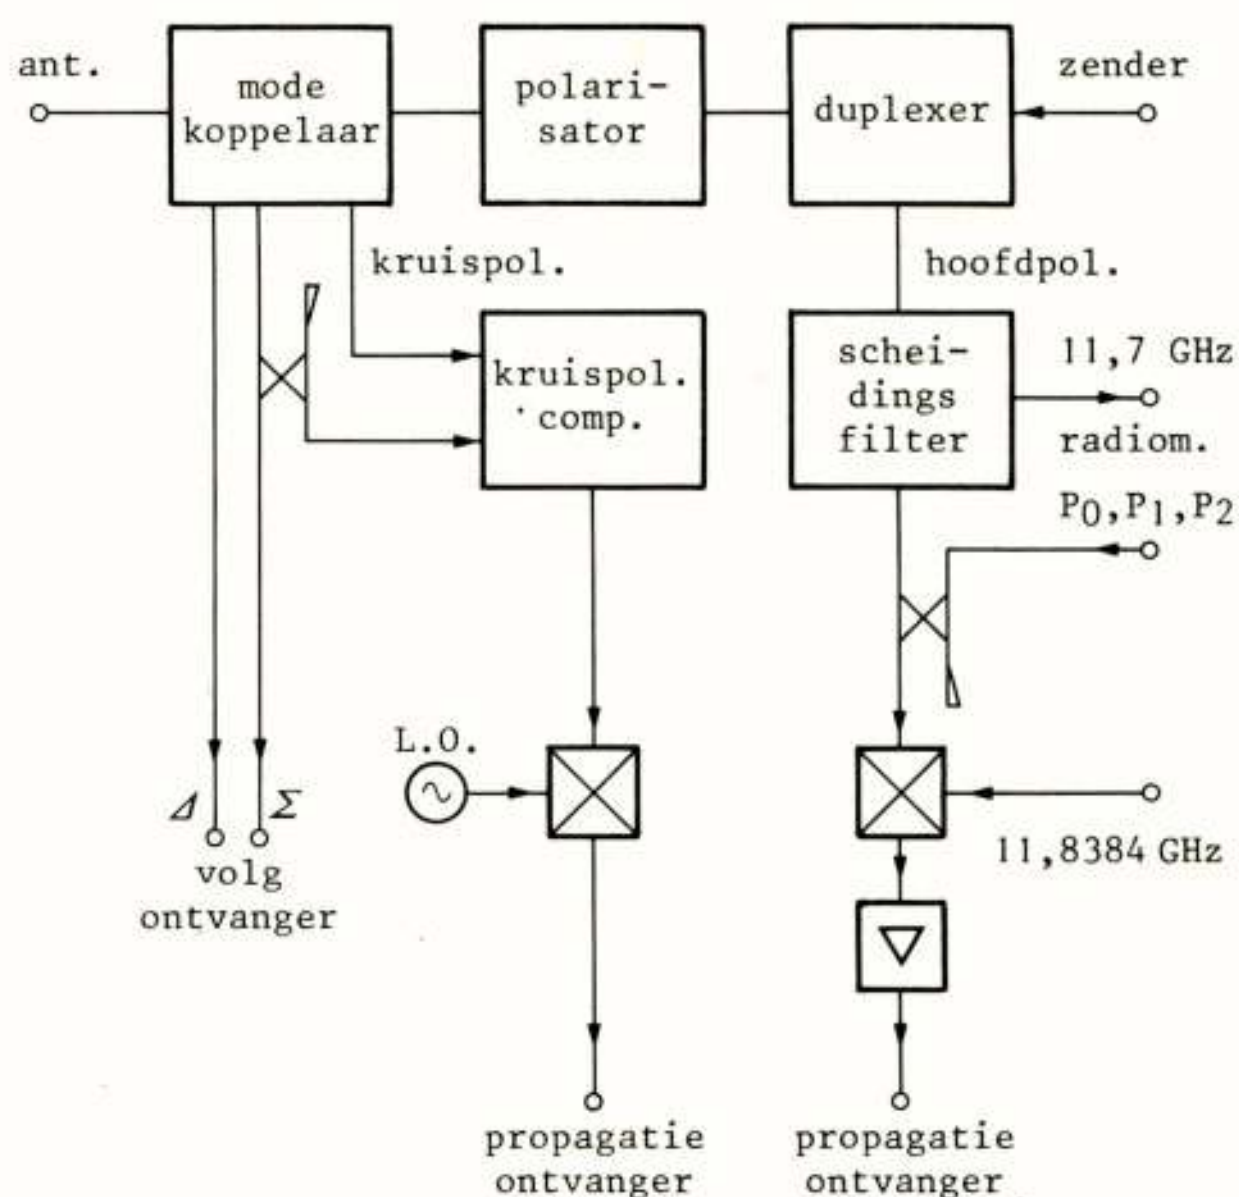 ant.
mode
koppelaar
polari-
sator
duplexer
zender
kruispol.
hoofdpol.
kruispol.
comp.
schei-
dings
filter
11,7 GHz
radiom.
P0,P1,P2
L.O.
11,8384 GHz
Δ Σ
volg
ontvanger
propagatie
ontvanger
propagatie
ontvanger